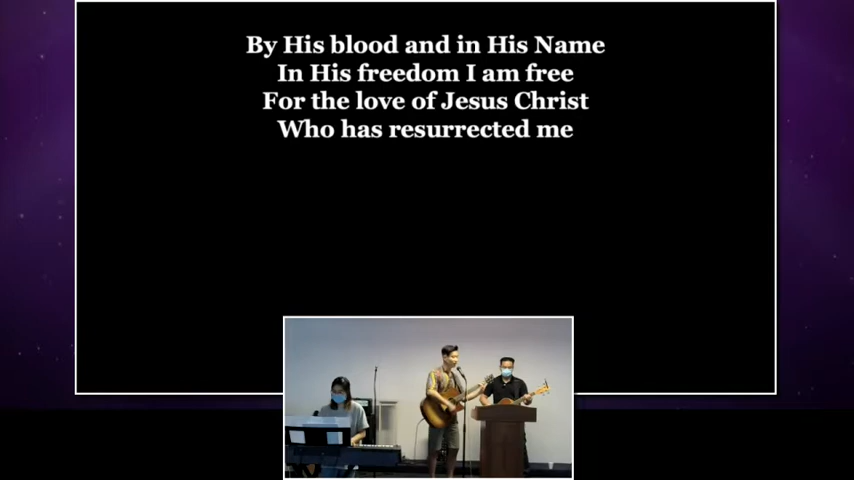 By His blood and in His Name
In His freedom I am free
For the love of Jesus Christ
Who has resurrected me